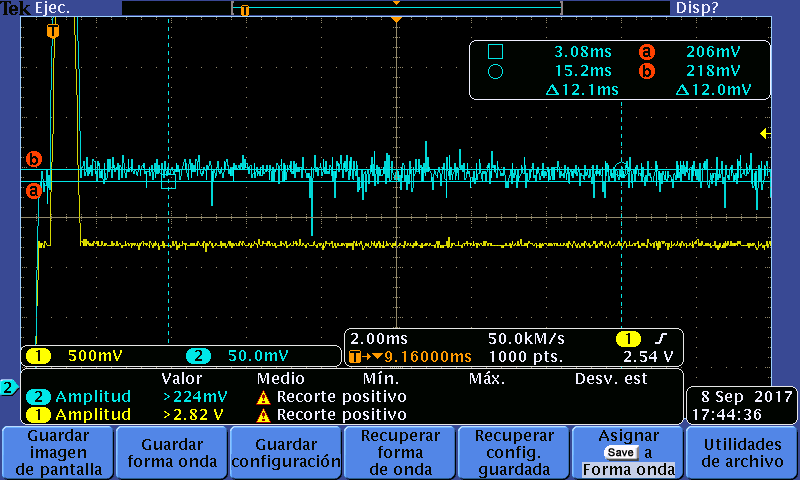 Tek Ejec. Disp?
T
T
3.08ms a 206mV
15.2ms b 218mV
Δ12.1ms Δ12.0mV
b
a
1 500mV 2 50.0mV
2.00ms 50.0kM/s 1
T→▼9.16000ms 1000 pts. 2.54 V
2
Valor Medio Mín. Máx. Desv. est
2 Amplitud >224mV Recorte positivo
1 Amplitud >2.82 V Recorte positivo
8 Sep 2017
17:44:36
Guardar
imagen
de pantalla
Guardar
forma onda
Guardar
configuración
Recuperar
forma
de onda
Recuperar
config.
guardada
Asignar
Save a
Forma onda
Utilidades
de archivo